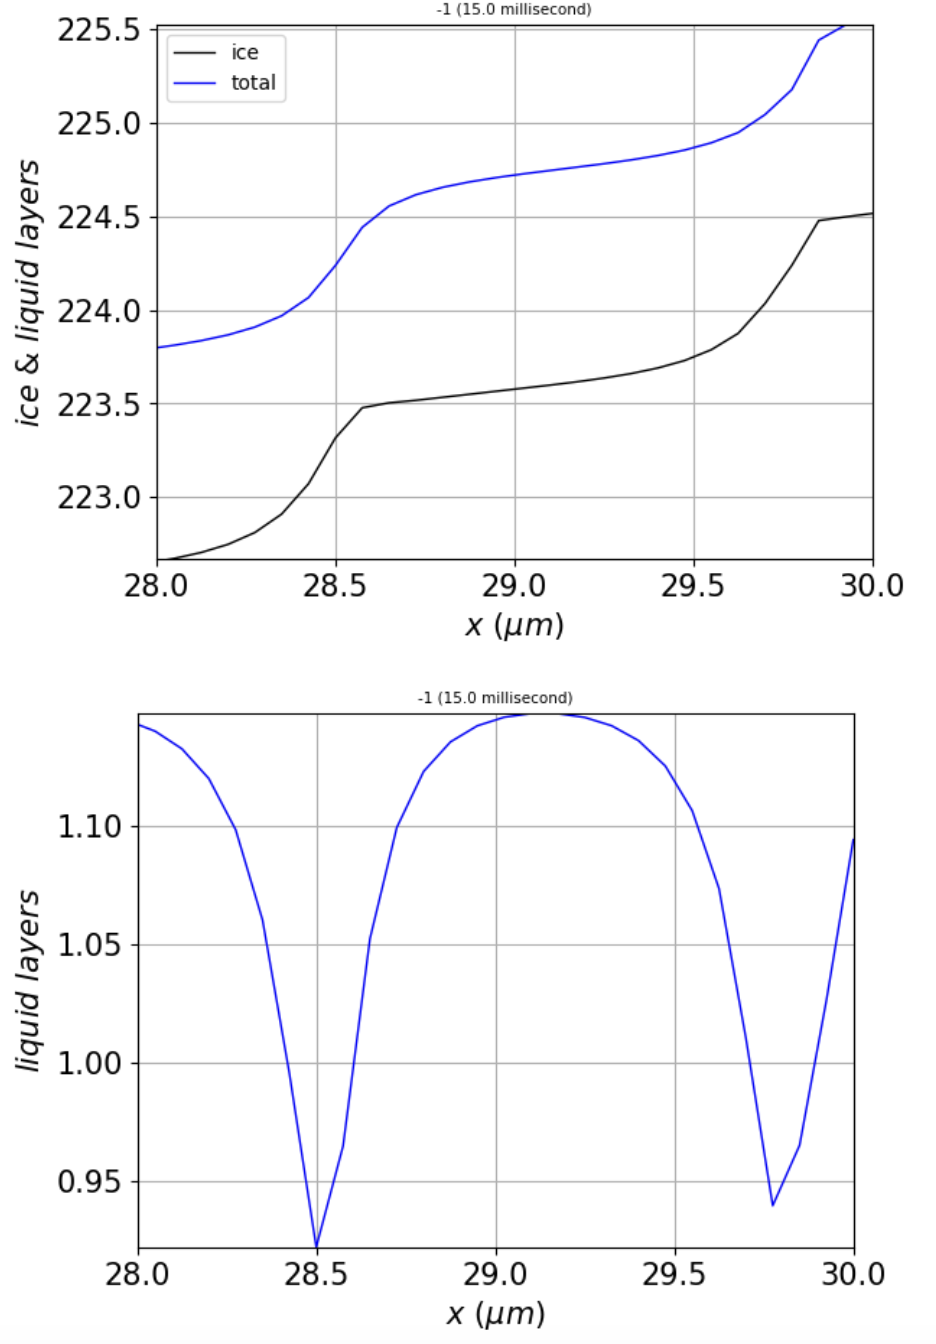 -1 (15.0 millisecond)
225.5
ice
total
225.0
224.5
224.0
223.5
223.0
ice & liquid layers
28.0 28.5 29.0 29.5 30.0
x (μm)
-1 (15.0 millisecond)
1.10
1.05
1.00
0.95
liquid layers
28.0 28.5 29.0 29.5 30.0
x (μm)